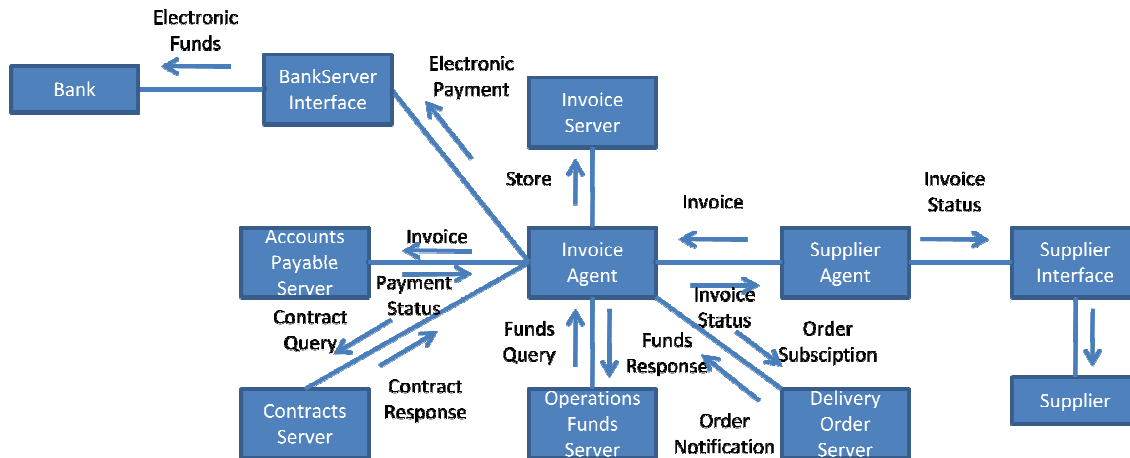 Electronic
Funds
Bank
BankServer
Interface
Electronic
Payment
Invoice
Server
Store
Invoice
Invoice
Status
Accounts
Payable
Server
Invoice
Payment
Status
Invoice
Agent
Supplier
Agent
Supplier
Interface
Invoice
Status
Contract
Query
Contract
Response
Funds
Query
Funds
Response
Order
Subsciption
Order
Notification
Contracts
Server
Operations
Funds
Server
Delivery
Order
Server
Supplier